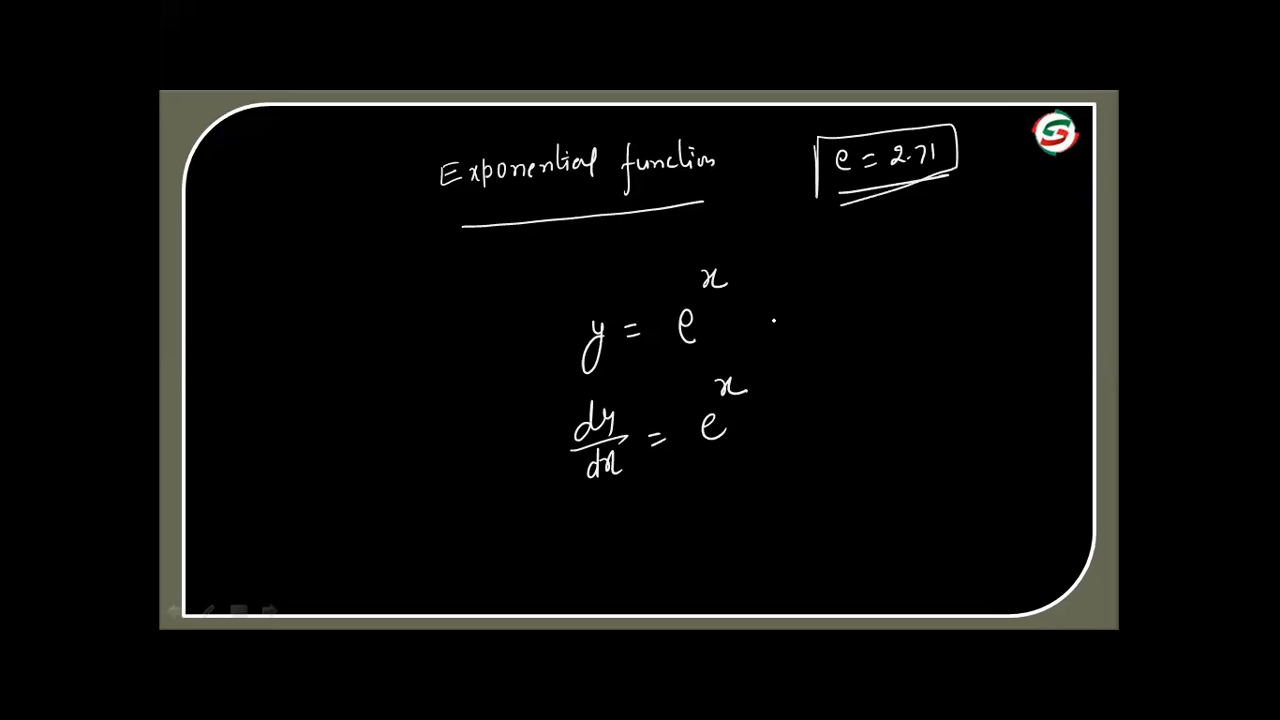 Exponential function
e = 2.71
y = e^x
dy/dx = e^x